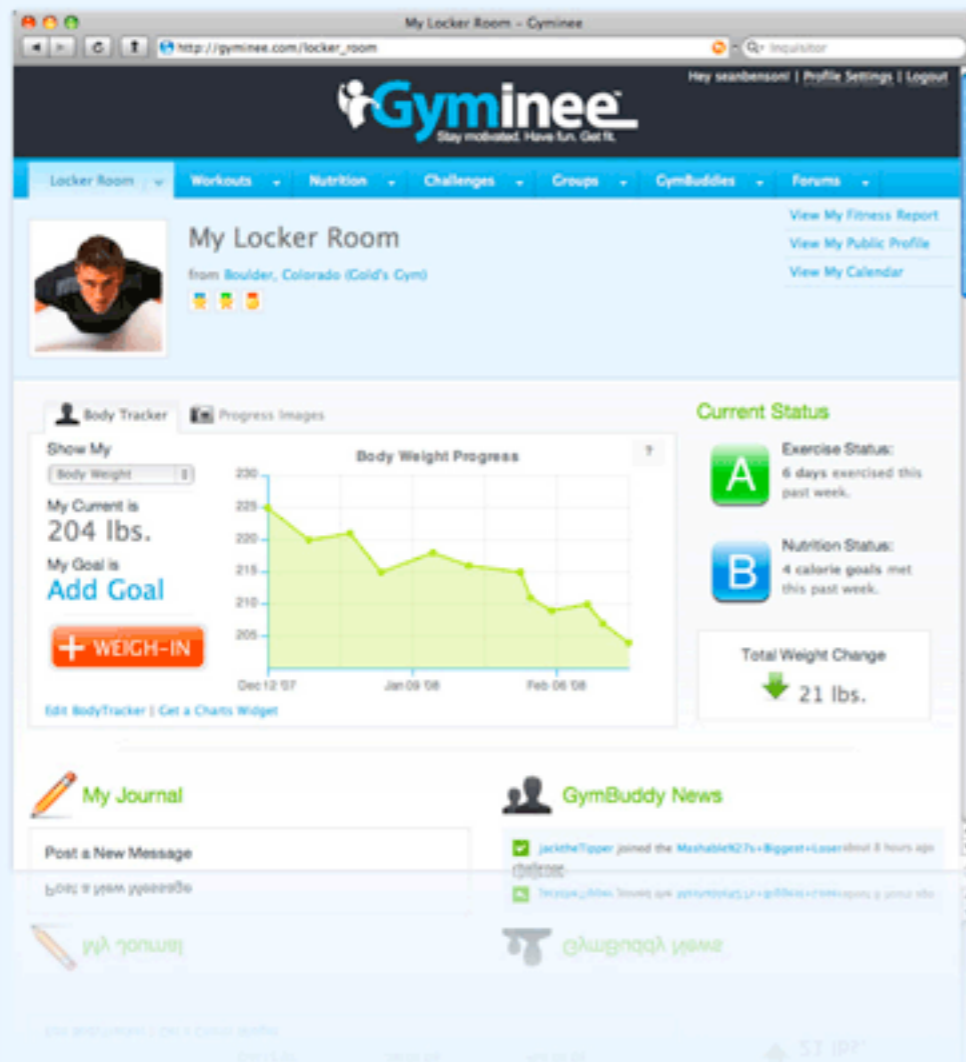 My Locker Room – Gyminee
http://gyminee.com/locker_room
Inquisitor
Hey seanbenson! | Profile Settings | Logout
Gyminee
Stay motivated. Have fun. Get fit.
Locker Room Workouts Nutrition Challenges Groups GymBuddies Forums
View My Fitness Report
My Locker Room
View My Public Profile
from Boulder, Colorado (Gold's Gym)
View My Calendar
Body Tracker Progress Images
Current Status
Show My
Body Weight
My Current is
204 lbs.
My Goal is
Add Goal
+ WEIGH-IN
Edit BodyTracker | Get a Charts Widget
Body Weight Progress
?
230
225
220
215
210
205
Dec 12 '07 Jan 09 '08 Feb 06 '08
A
Exercise Status:
6 days exercised this
past week.
B
Nutrition Status:
4 calorie goals met
this past week.
Total Weight Change
21 lbs.
My Journal
Post a New Message
GymBuddy News
jacktheTipper joined the Mashable%27s+Biggest+Loser about 8 hours ago
challenge